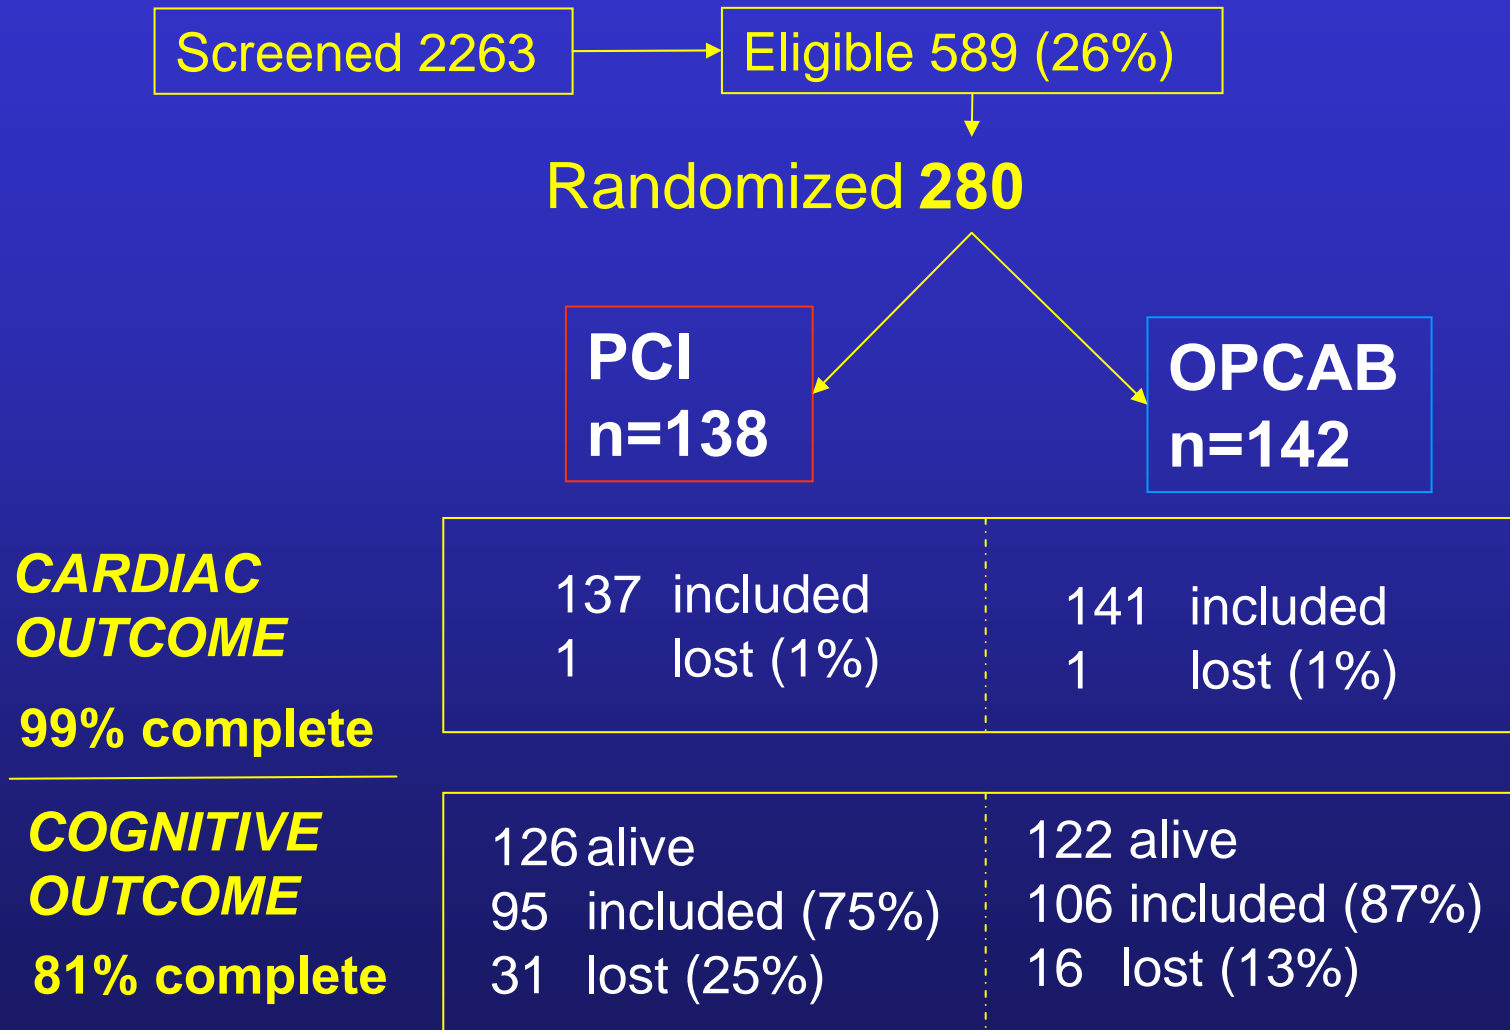 Screened 2263
Eligible 589 (26%)
Randomized 280
PCI
n=138
OPCAB
n=142
CARDIAC
OUTCOME
99% complete
137 included
1 lost (1%)
141 included
1 lost (1%)
COGNITIVE
OUTCOME
81% complete
126 alive
95 included (75%)
31 lost (25%)
122 alive
106 included (87%)
16 lost (13%)